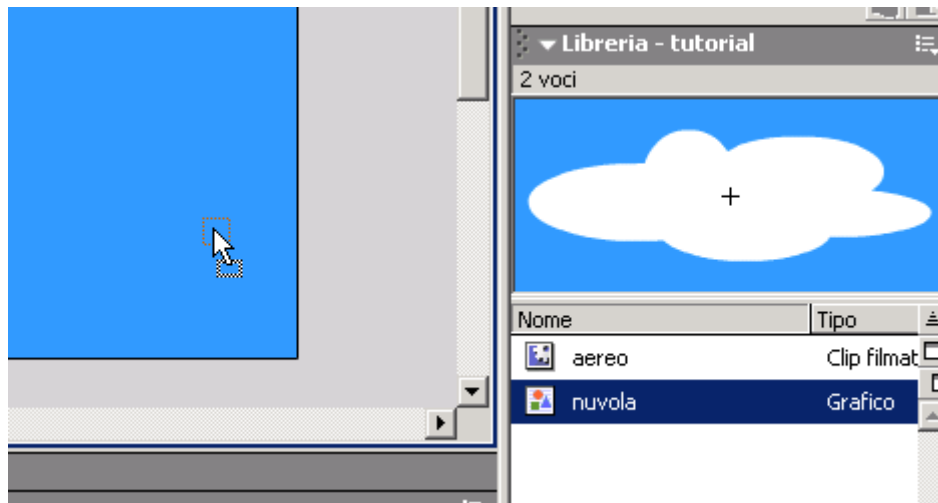 Libreria - tutorial
2 voci
Nome Tipo
aereo Clip filmat
nuvola Grafico